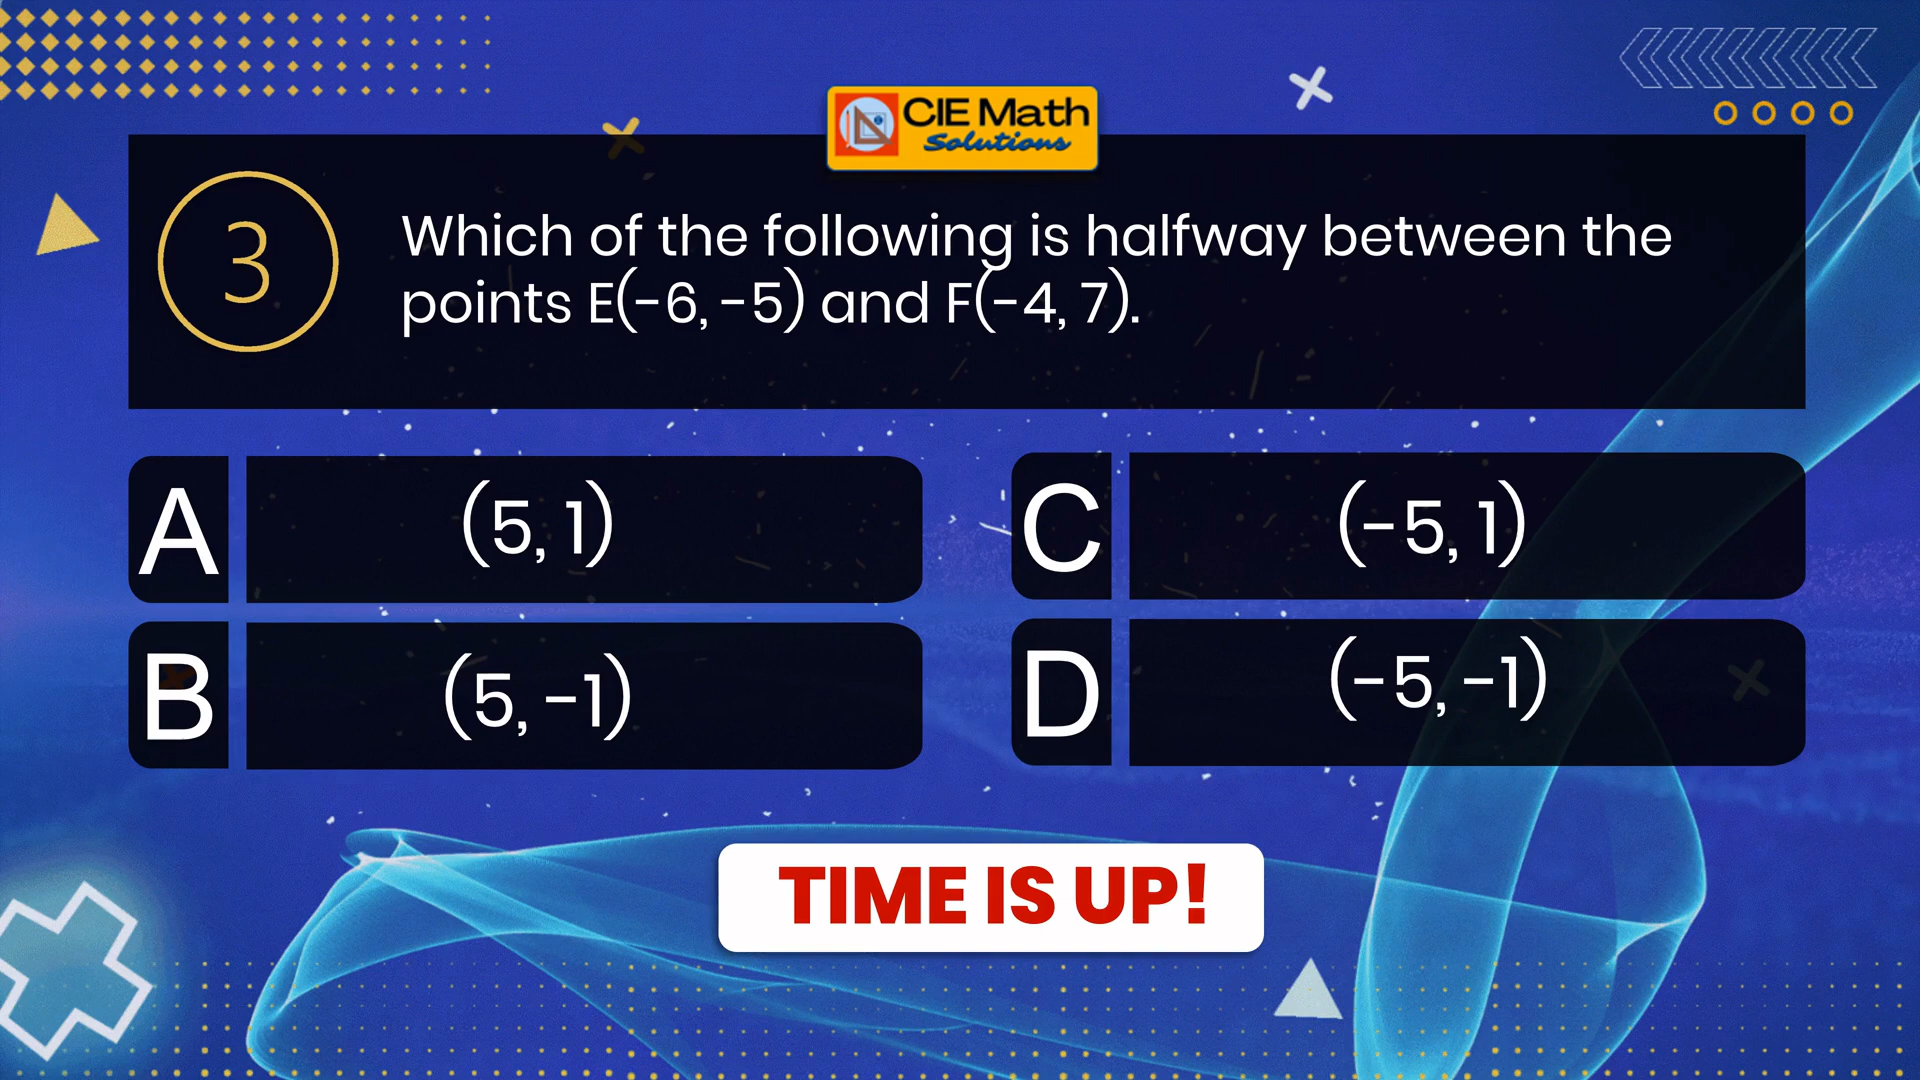 CIE Math
Solutions
3
Which of the following is halfway between the
points E(−6, −5) and F(−4, 7).
A
(5, 1)
B
(5, −1)
C
(−5, 1)
D
(−5, −1)
TIME IS UP!